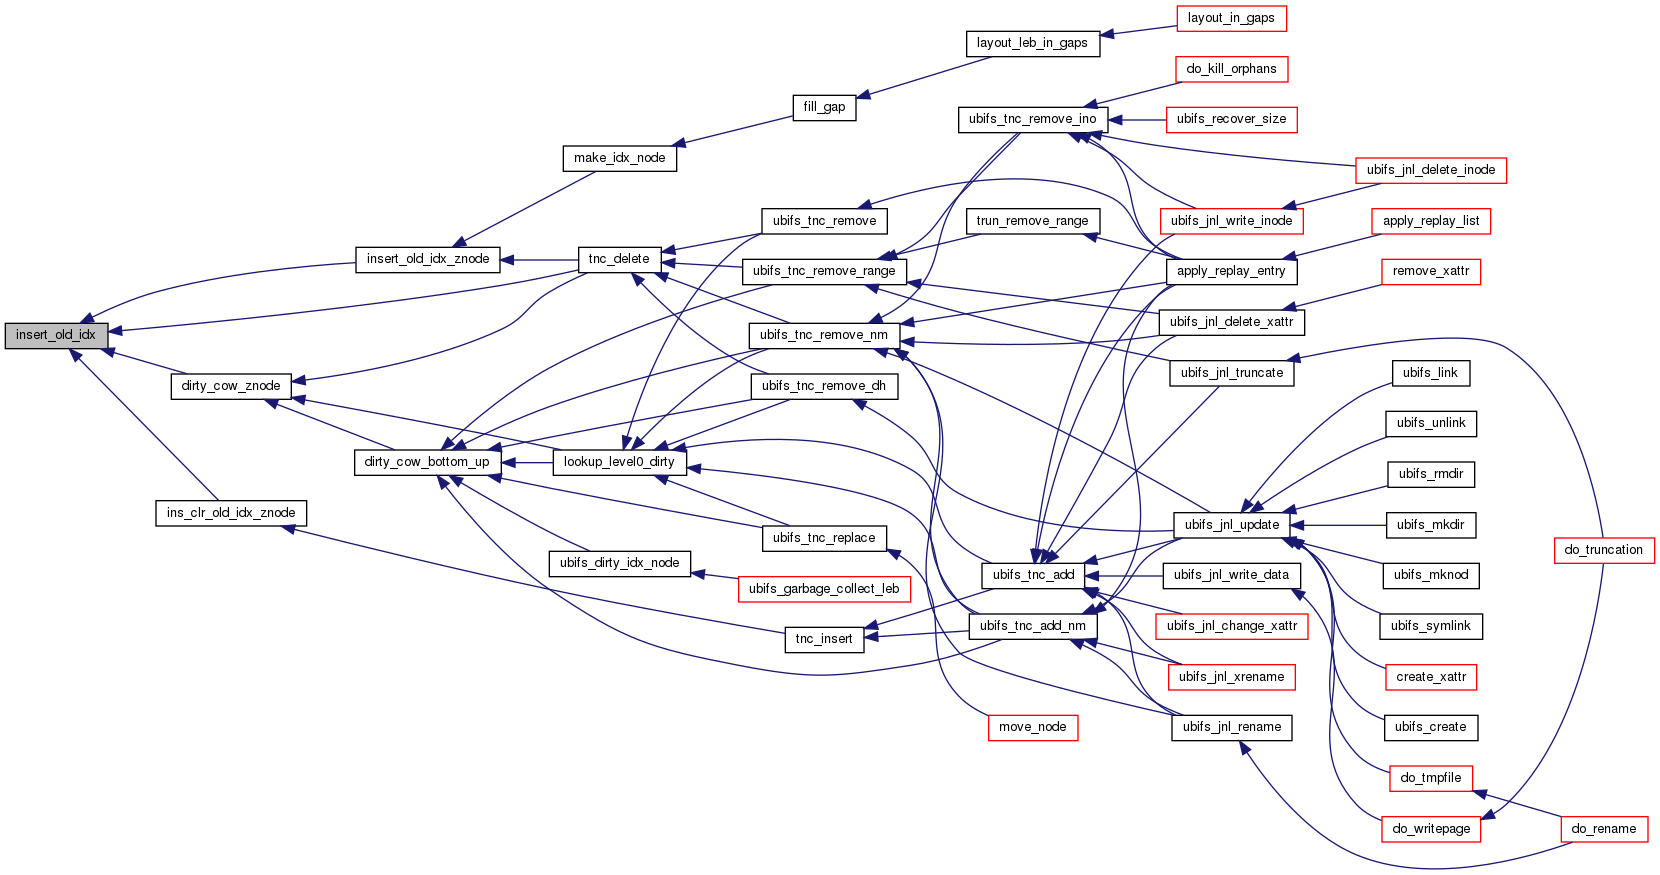 layout_in_gaps
layout_leb_in_gaps
do_kill_orphans
fill_gap
ubifs_tnc_remove_ino
ubifs_recover_size
make_idx_node
ubifs_jnl_delete_inode
ubifs_tnc_remove
trun_remove_range
ubifs_jnl_write_inode
apply_replay_list
insert_old_idx_znode
tnc_delete
ubifs_tnc_remove_range
apply_replay_entry
remove_xattr
insert_old_idx
ubifs_tnc_remove_nm
ubifs_jnl_delete_xattr
dirty_cow_znode
ubifs_tnc_remove_dh
ubifs_jnl_truncate
ubifs_link
ubifs_unlink
dirty_cow_bottom_up
lookup_level0_dirty
ubifs_rmdir
ins_clr_old_idx_znode
ubifs_tnc_replace
ubifs_jnl_update
ubifs_mkdir
do_truncation
ubifs_dirty_idx_node
ubifs_garbage_collect_leb
ubifs_tnc_add
ubifs_jnl_write_data
ubifs_mknod
tnc_insert
ubifs_tnc_add_nm
ubifs_jnl_change_xattr
ubifs_symlink
ubifs_jnl_xrename
create_xattr
move_node
ubifs_jnl_rename
ubifs_create
do_tmpfile
do_writepage
do_rename